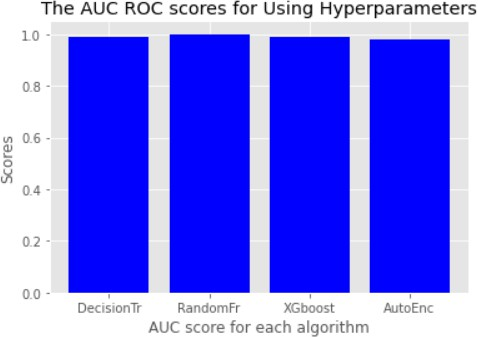 The AUC ROC scores for Using Hyperparameters
1.0
0.8
0.6
0.4
0.2
0.0
Scores
DecisionTr RandomFr XGboost AutoEnc
AUC score for each algorithm